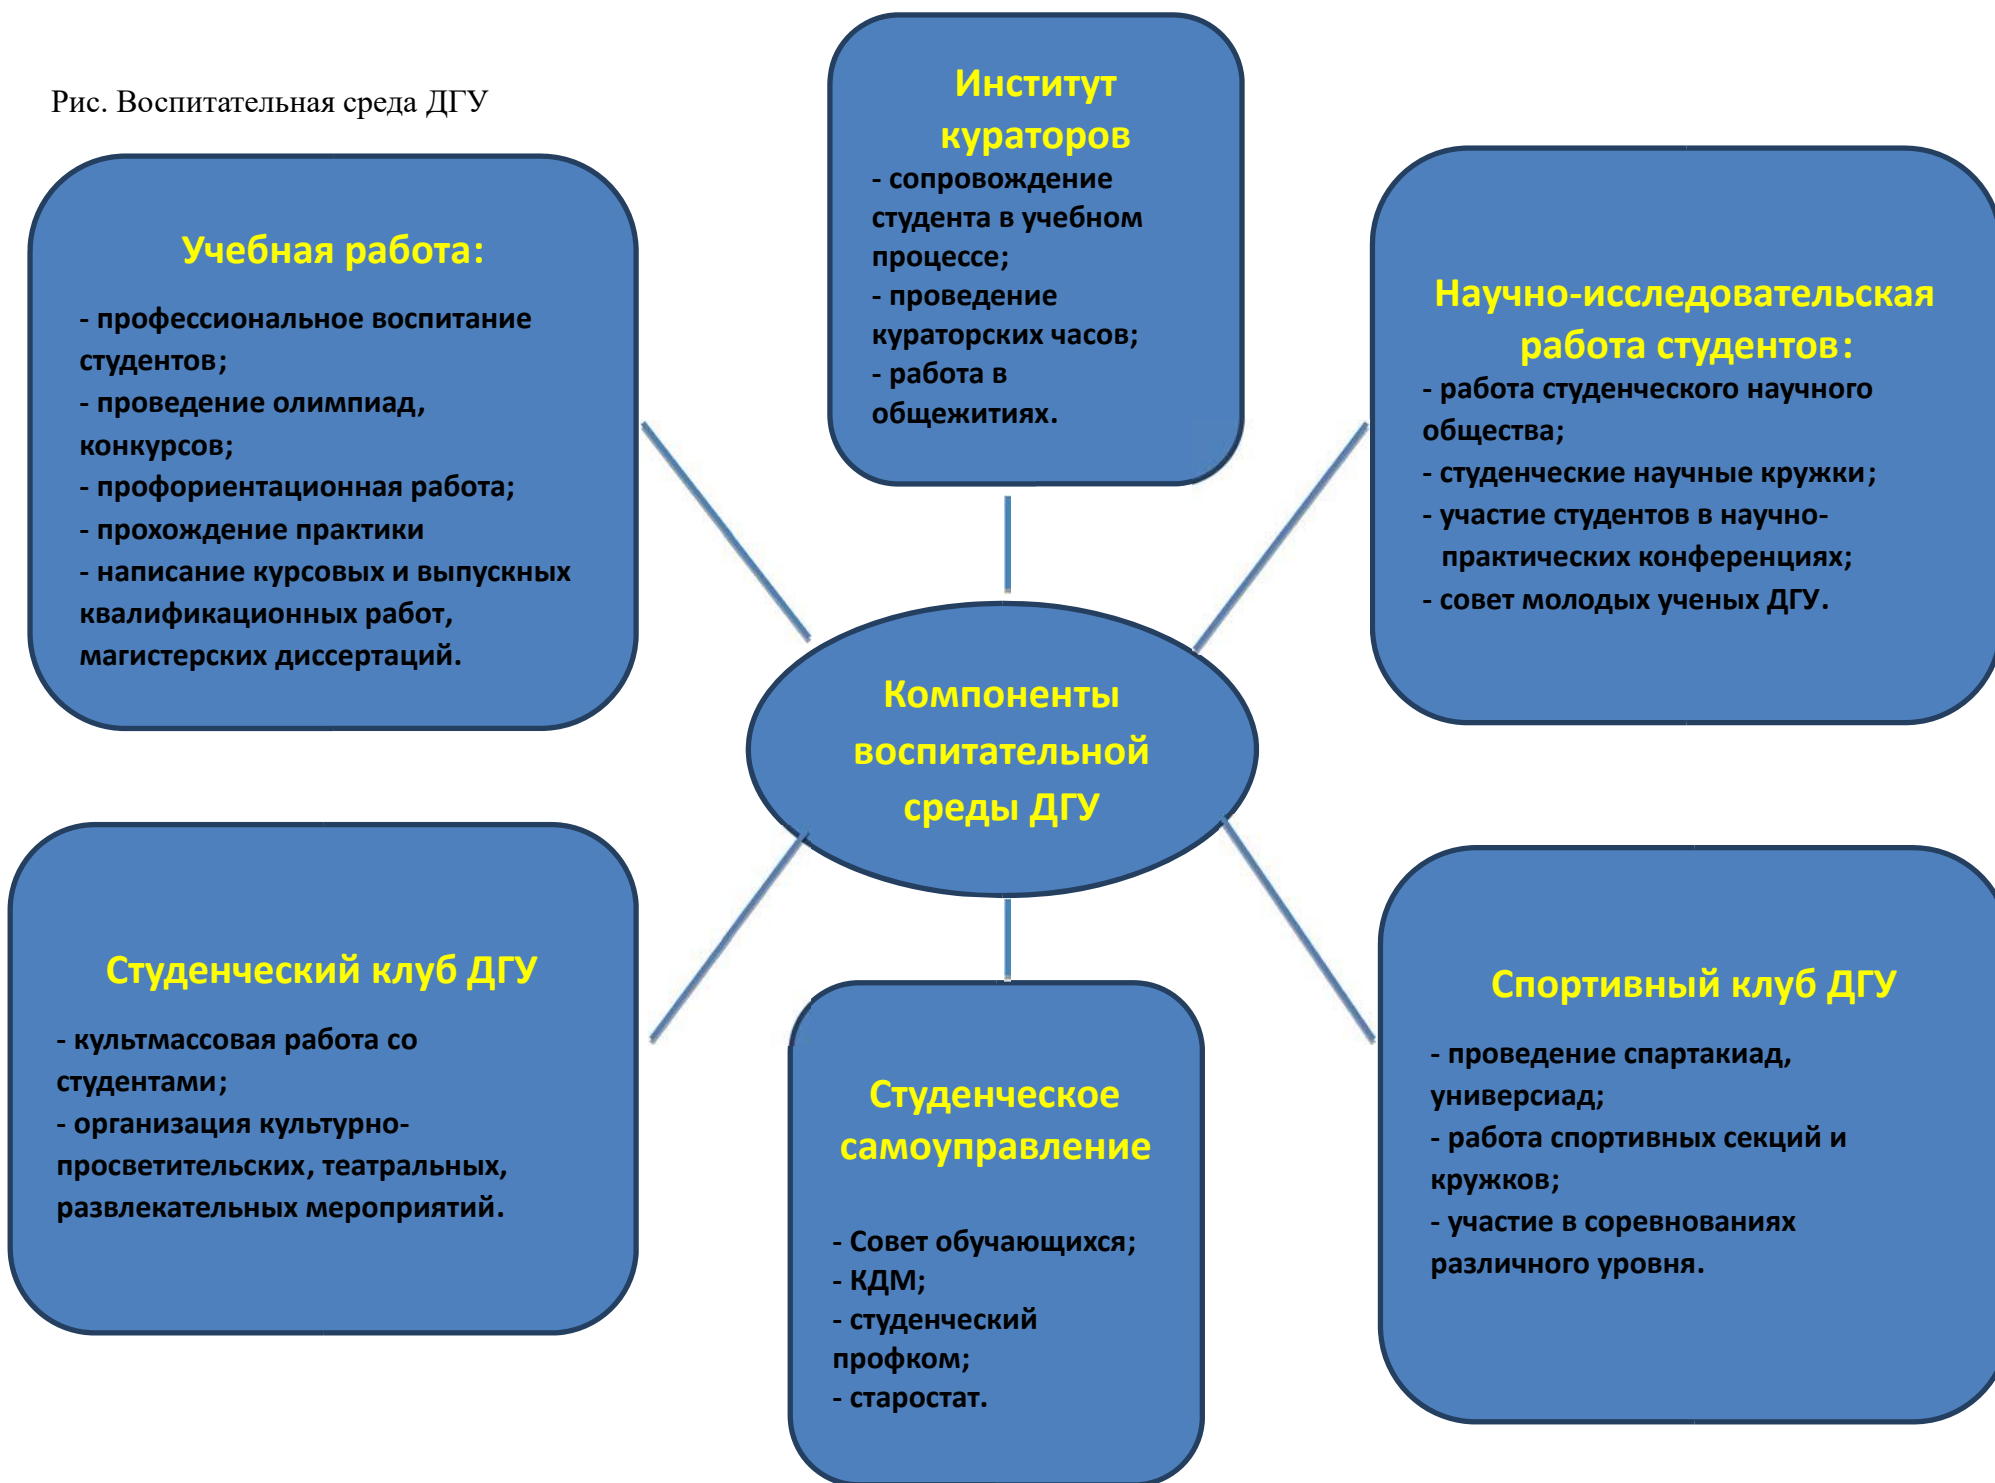 Рис. Воспитательная среда ДГУ
Институт
кураторов
- сопровождение
студента в учебном
процессе;
- проведение
кураторских часов;
- работа в
общежитиях.
Учебная работа:
- профессиональное воспитание
студентов;
- проведение олимпиад,
конкурсов;
- профориентационная работа;
- прохождение практики
- написание курсовых и выпускных
квалификационных работ,
магистерских диссертаций.
Научно-исследовательская
работа студентов:
- работа студенческого научного
общества;
- студенческие научные кружки;
- участие студентов в научно-
практических конференциях;
- совет молодых ученых ДГУ.
Компоненты
воспитательной
среды ДГУ
Студенческий клуб ДГУ
- культмассовая работа со
студентами;
- организация культурно-
просветительских, театральных,
развлекательных мероприятий.
Студенческое
самоуправление
- Совет обучающихся;
- КДМ;
- студенческий
профком;
- старостат.
Спортивный клуб ДГУ
- проведение спартакиад,
универсиад;
- работа спортивных секций и
кружков;
- участие в соревнованиях
различного уровня.